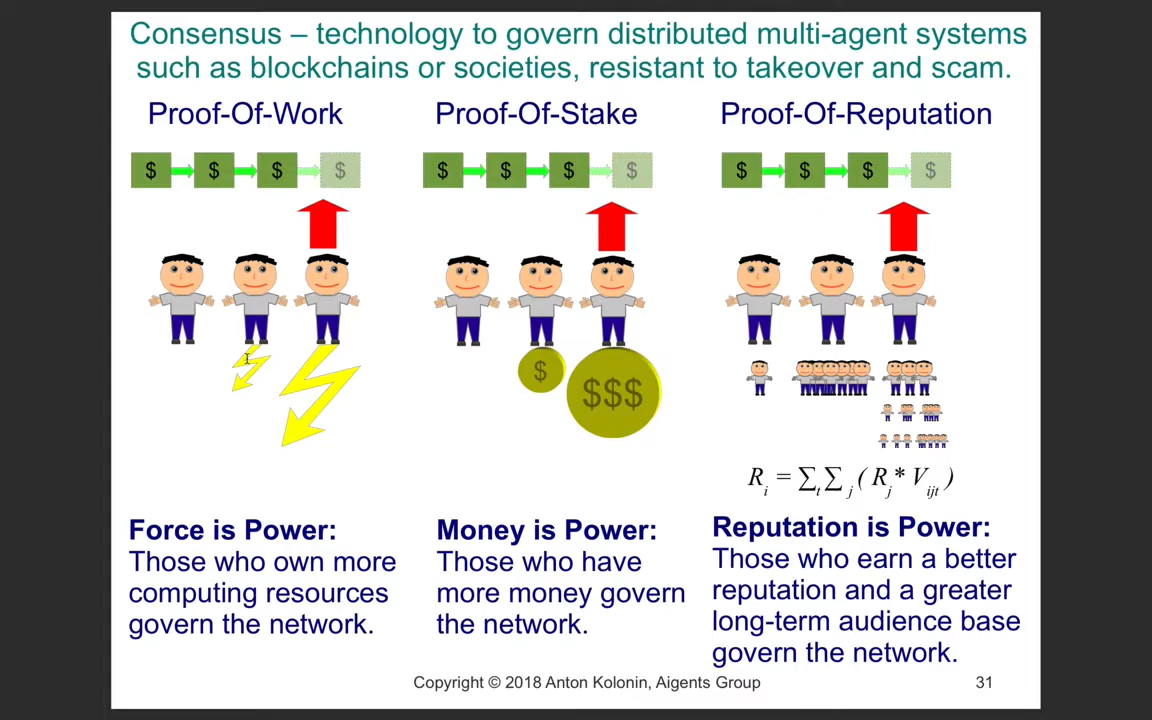 Consensus – technology to govern distributed multi-agent systems
such as blockchains or societies, resistant to takeover and scam.
Proof-Of-Work
$ $ $ $
Force is Power:
Those who own more
computing resources
govern the network.
Proof-Of-Stake
$ $ $ $
$ $$$
Money is Power:
Those who have
more money govern
the network.
Proof-Of-Reputation
$ $ $ $
R_i = ∑_t ∑_j ( R_j * V_ijt )
Reputation is Power:
Those who earn a better
reputation and a greater
long-term audience base
govern the network.
Copyright © 2018 Anton Kolonin, Aigents Group
31